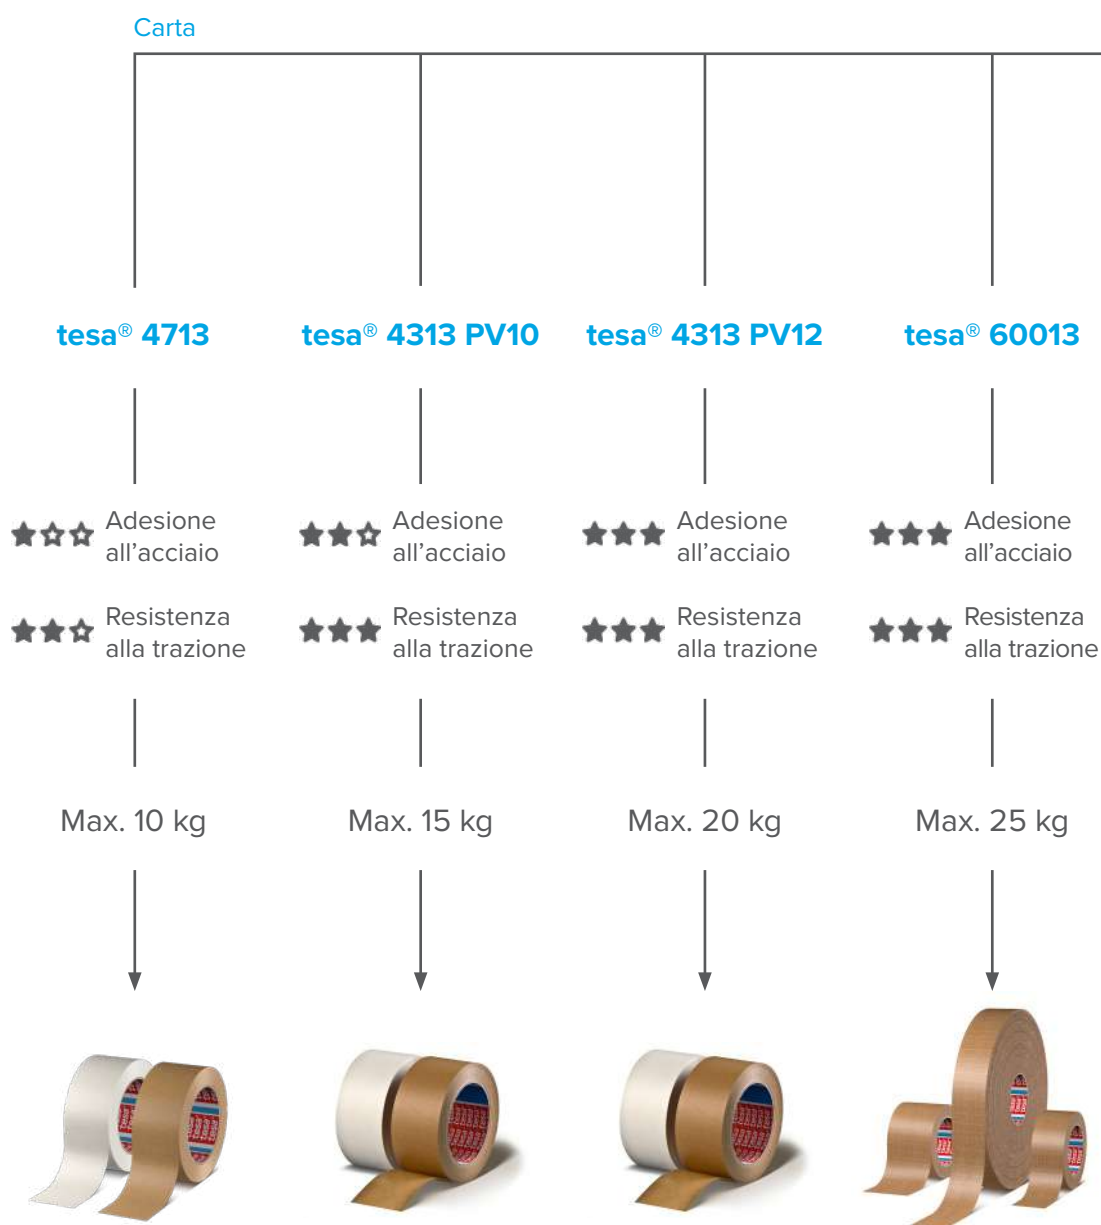 Carta
tesa® 4713
tesa® 4313 PV10
tesa® 4313 PV12
tesa® 60013
Adesione
all’acciaio
Adesione
all’acciaio
Adesione
all’acciaio
Adesione
all’acciaio
Resistenza
alla trazione
Resistenza
alla trazione
Resistenza
alla trazione
Resistenza
alla trazione
Max. 10 kg
Max. 15 kg
Max. 20 kg
Max. 25 kg